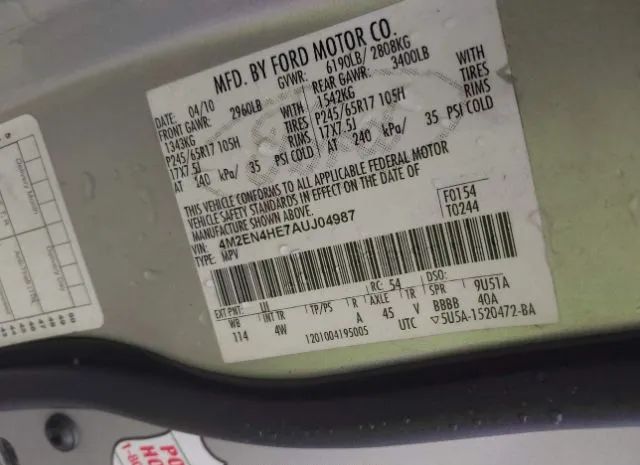 MFD. BY FORD MOTOR CO.
DATE: 04/10 GVWR: 6190LB/ 2808KG
FRONT GAWR: 2960LB REAR GAWR: 3400LB
1343KG WITH 1542KG WITH
P245/65R17 105H TIRES P245/65R17 105H TIRES
17X7.5J RIMS 17X7.5J RIMS
AT 240 kPa/ 35 PSI COLD AT 240 kPa/ 35 PSI COLD
THIS VEHICLE CONFORMS TO ALL APPLICABLE FEDERAL MOTOR
VEHICLE SAFETY STANDARDS IN EFFECT ON THE DATE OF
MANUFACTURE SHOWN ABOVE.
VIN: 4M2EN4HE7AUJ04987 F0154
TYPE: MPV T0244
EXT PNT: UI RC: 54 DSO:
WB INT TR TP/PS R AXLE TR SPR 9U51A
114 4W A 45 V BBBB 40A
1201004195005 UTC ▽5U5A-1520472-BA